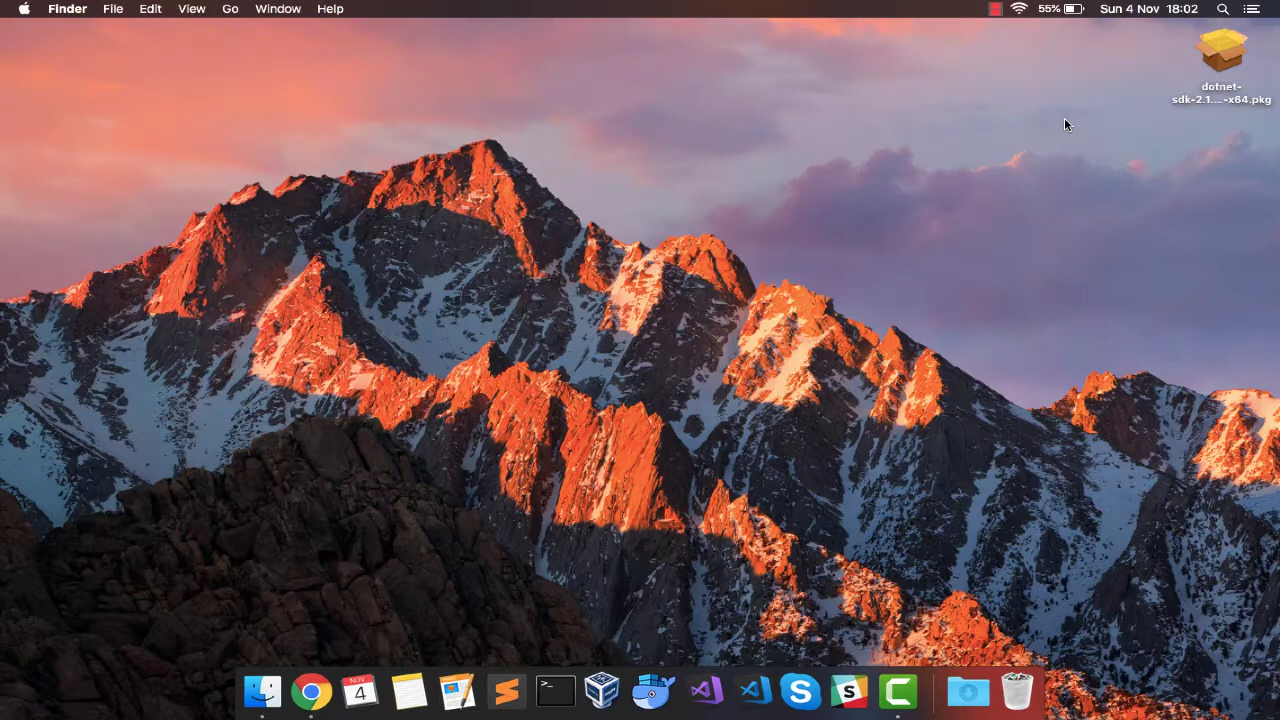 Finder File Edit View Go Window Help 55% Sun 4 Nov 18:02
dotnet-
sdk-2.1....-x64.pkg
NOV
4
>_
S
S
C